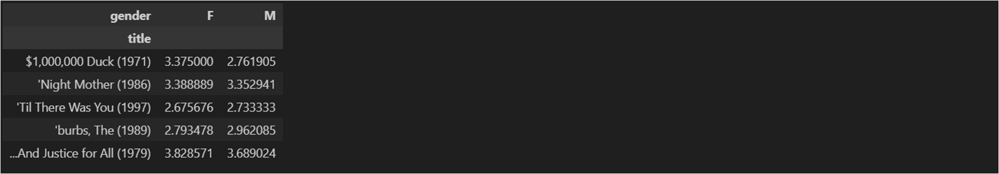 gender F M
title
$1,000,000 Duck (1971) 3.375000 2.761905
'Night Mother (1986) 3.388889 3.352941
'Til There Was You (1997) 2.675676 2.733333
'burbs, The (1989) 2.793478 2.962085
...And Justice for All (1979) 3.828571 3.689024